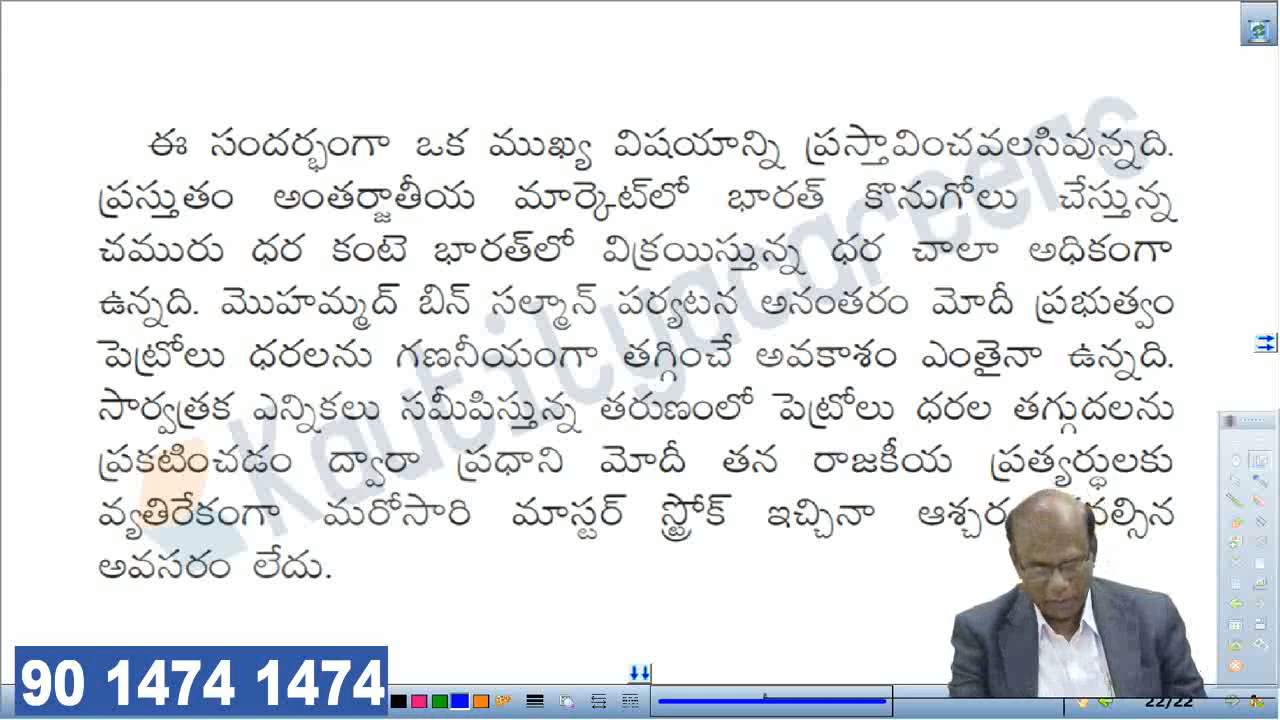 ఈ సందర్భంగా ఒక ముఖ్య విషయాన్ని ప్రస్తావించవలసివున్నది.
ప్రస్తుతం అంతర్జాతీయ మార్కెట్‌లో భారత్ కొనుగోలు చేస్తున్న
చమురు ధర కంటె భారత్‌లో విక్రయిస్తున్న ధర చాలా అధికంగా
ఉన్నది. మొహమ్మద్ బిన్ సల్మాన్ పర్యటన అనంతరం మోదీ ప్రభుత్వం
పెట్రోలు ధరలను గణనీయంగా తగ్గించే అవకాశం ఎంతైనా ఉన్నది.
సార్వత్రక ఎన్నికలు సమీపిస్తున్న తరుణంలో పెట్రోలు ధరల తగ్గుదలను
ప్రకటించడం ద్వారా ప్రధాని మోదీ తన రాజకీయ ప్రత్యర్థులకు
వ్యతిరేకంగా మరోసారి మాస్టర్ స్ట్రోక్ ఇచ్చినా
అవసరం లేదు.
Kautilyacareers
90 1474 1474
22/22